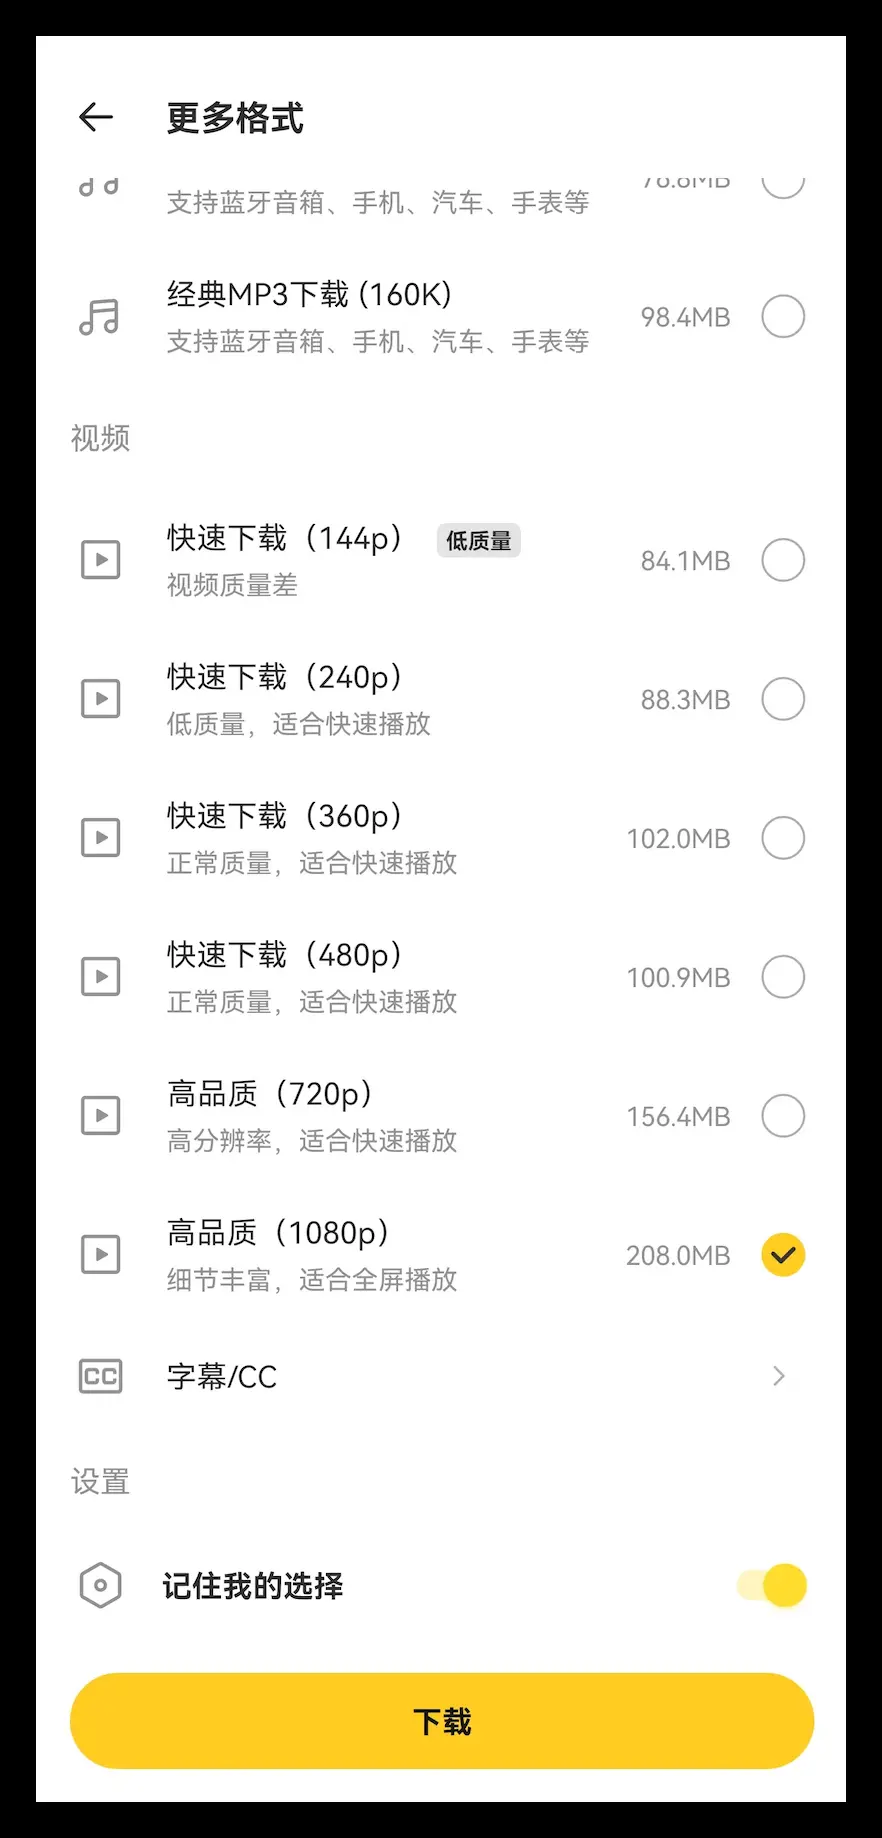 更多格式
支持蓝牙音箱、手机、汽车、手表等
经典MP3下载 (160K)
支持蓝牙音箱、手机、汽车、手表等
98.4MB
视频
快速下载（144p） 低质量
视频质量差
84.1MB
快速下载（240p）
低质量，适合快速播放
88.3MB
快速下载（360p）
正常质量，适合快速播放
102.0MB
快速下载（480p）
正常质量，适合快速播放
100.9MB
高品质（720p）
高分辨率，适合快速播放
156.4MB
高品质（1080p）
细节丰富，适合全屏播放
208.0MB
CC 字幕/CC
设置
记住我的选择
下载